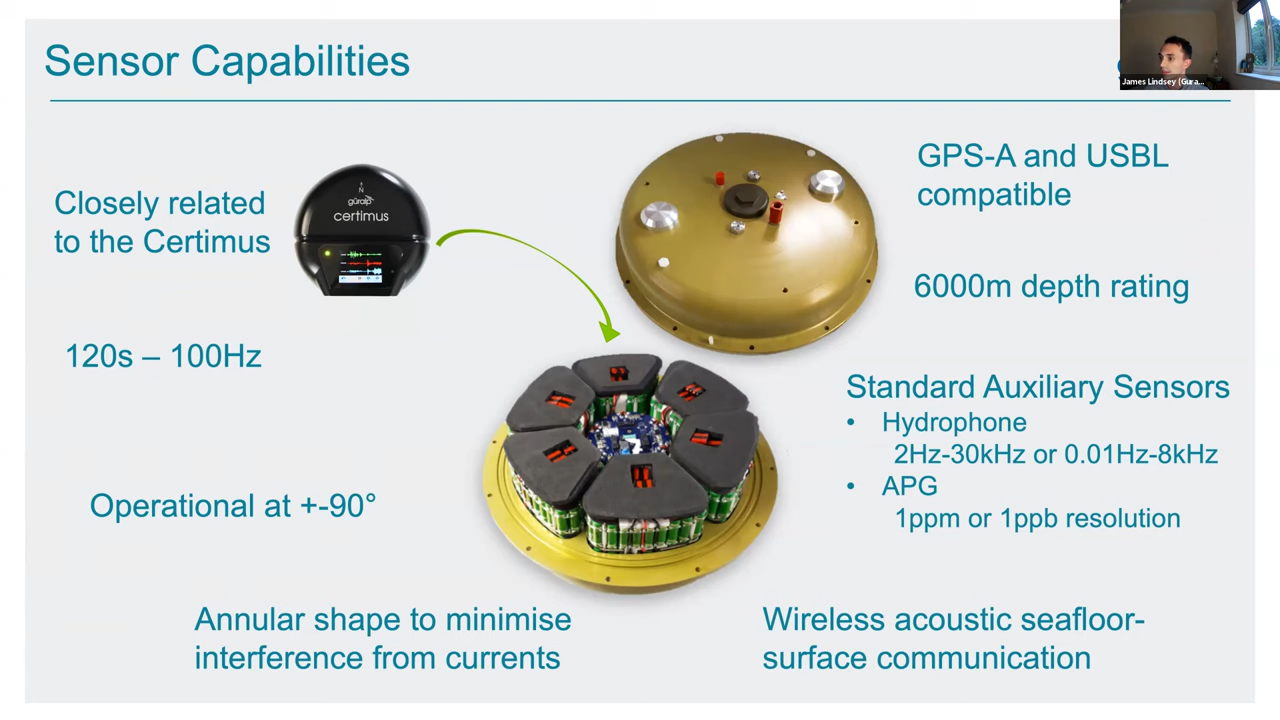 Sensor Capabilities
James Lindsey (Gura...
Closely related
to the Certimus
N
güralp
certimus
GPS-A and USBL
compatible
6000m depth rating
120s – 100Hz
Standard Auxiliary Sensors
• Hydrophone
2Hz-30kHz or 0.01Hz-8kHz
• APG
1ppm or 1ppb resolution
Operational at +-90°
Annular shape to minimise
interference from currents
Wireless acoustic seafloor-
surface communication